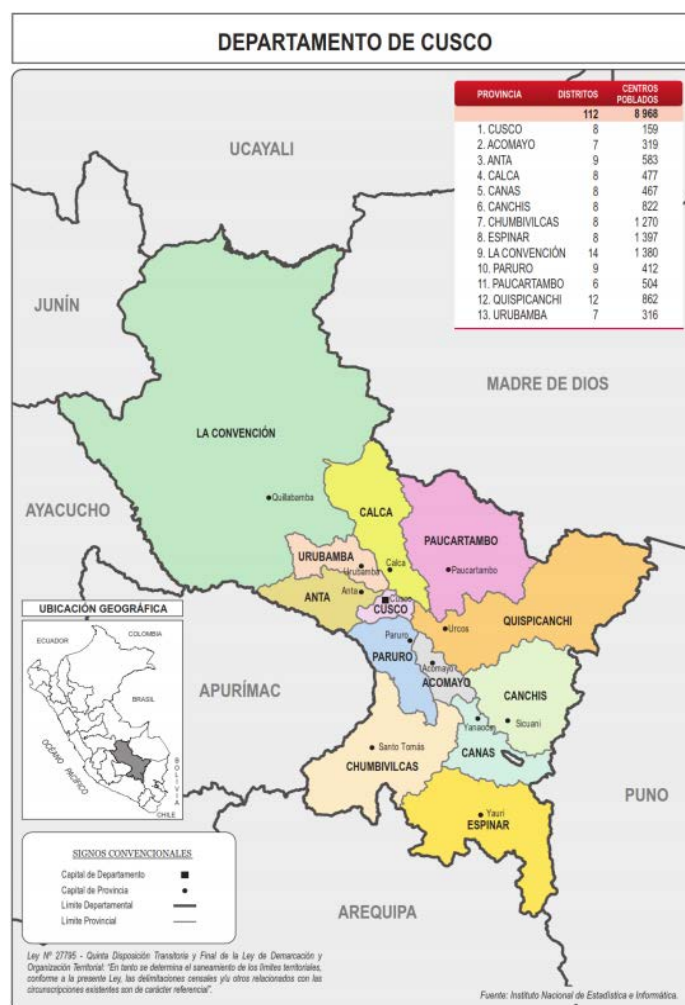 DEPARTAMENTO DE CUSCO
PROVINCIA DISTRITOS CENTROS POBLADOS
112 8 968
1. CUSCO 8 159
2. ACOMAYO 7 319
3. ANTA 9 583
4. CALCA 8 477
5. CANAS 8 467
6. CANCHIS 8 822
7. CHUMBIVILCAS 8 1 270
8. ESPINAR 8 1 397
9. LA CONVENCIÓN 14 1 380
10. PARURO 9 412
11. PAUCARTAMBO 6 504
12. QUISPICANCHI 12 862
13. URUBAMBA 7 316
UCAYALI
JUNÍN
MADRE DE DIOS
LA CONVENCIÓN
Quillabamba
AYACUCHO
CALCA
PAUCARTAMBO
URUBAMBA
Urubamba
Calca
Paucartambo
ANTA
Anta
Cusco
CUSCO
QUISPICANCHI
Urcos
Paruro
PARURO
Acomayo
ACOMAYO
CANCHIS
APURÍMAC
Yanaoca
Sicuani
Santo Tomás
CANAS
CHUMBIVILCAS
PUNO
Yauri
ESPINAR
AREQUIPA
UBICACIÓN GEOGRÁFICA
ECUADOR
COLOMBIA
BRASIL
OCÉANO PACÍFICO
BOLIVIA
CHILE
SIGNOS CONVENCIONALES
Capital de Departamento
Capital de Provincia
Límite Departamental
Límite Provincial
Ley Nº 27795 - Quinta Disposición Transitoria y Final de la Ley de Demarcación y
Organización Territorial: "En tanto se determina el saneamiento de los límites territoriales,
conforme a la presente Ley, las delimitaciones censales y/u otros relacionados con las
circunscripciones existentes son de carácter referencial".
Fuente: Instituto Nacional de Estadística e Informática.